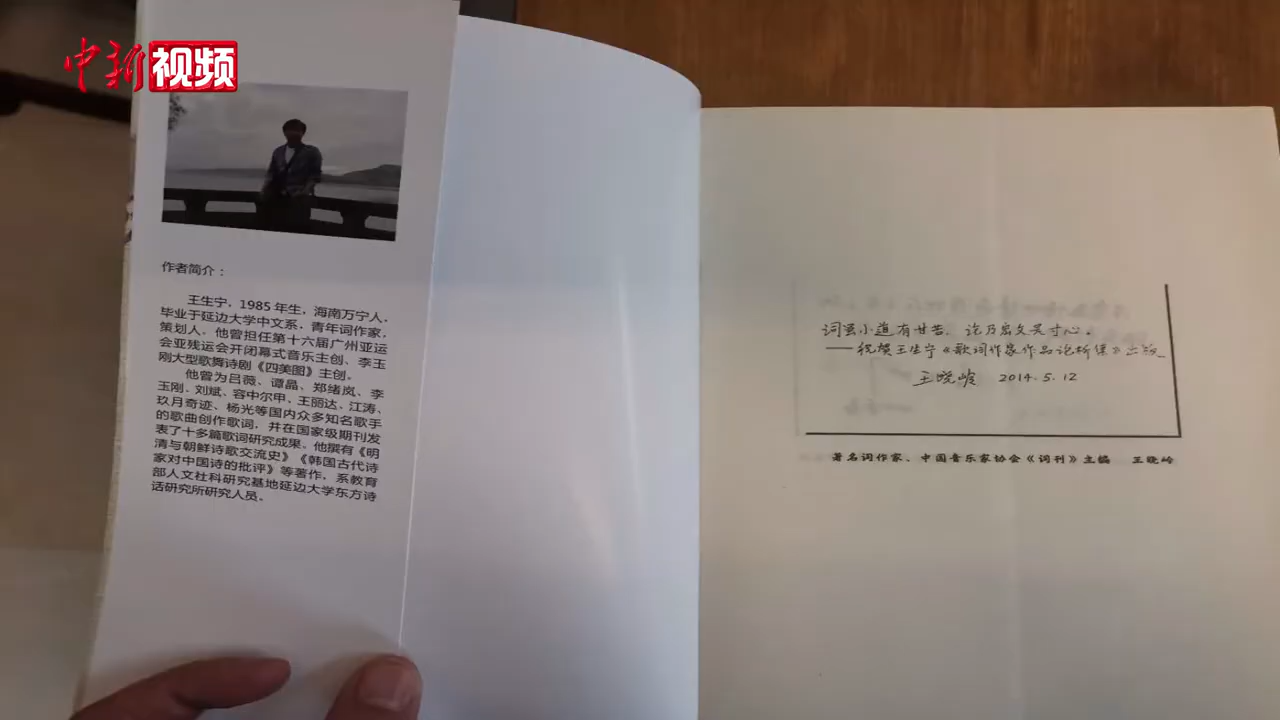 中新视频
作者简介：
王生宁，1985 年生，海南万宁人，
毕业于延边大学中文系，青年词作家，
策划人，他曾担任第十六届广州亚运
会亚残运会开闭幕式音乐主创、李玉
刚大型歌舞诗剧《四美图》主创。
他曾为吕薇、谭晶、郑绪岚、李
玉刚、刘斌、容中尔甲、王丽达、江涛、
玖月奇迹、杨光等国内众多知名歌手
的歌曲创作歌词，并在国家级期刊发
表了十多篇歌词研究成果、他撰有《明
清与朝鲜诗歌交流史》《韩国古代诗
家对中国诗的批评》等著作，系教育
部人文社科研究基地延边大学东方诗
话研究所研究人员。
词虽小道有甘苦，论乃宏文是寸心。
——祝贺王生宁《歌词作家作品论析集》出版
王晓岭 2014.5.12
著名词作家、中国音乐家协会《词刊》主编 王晓岭